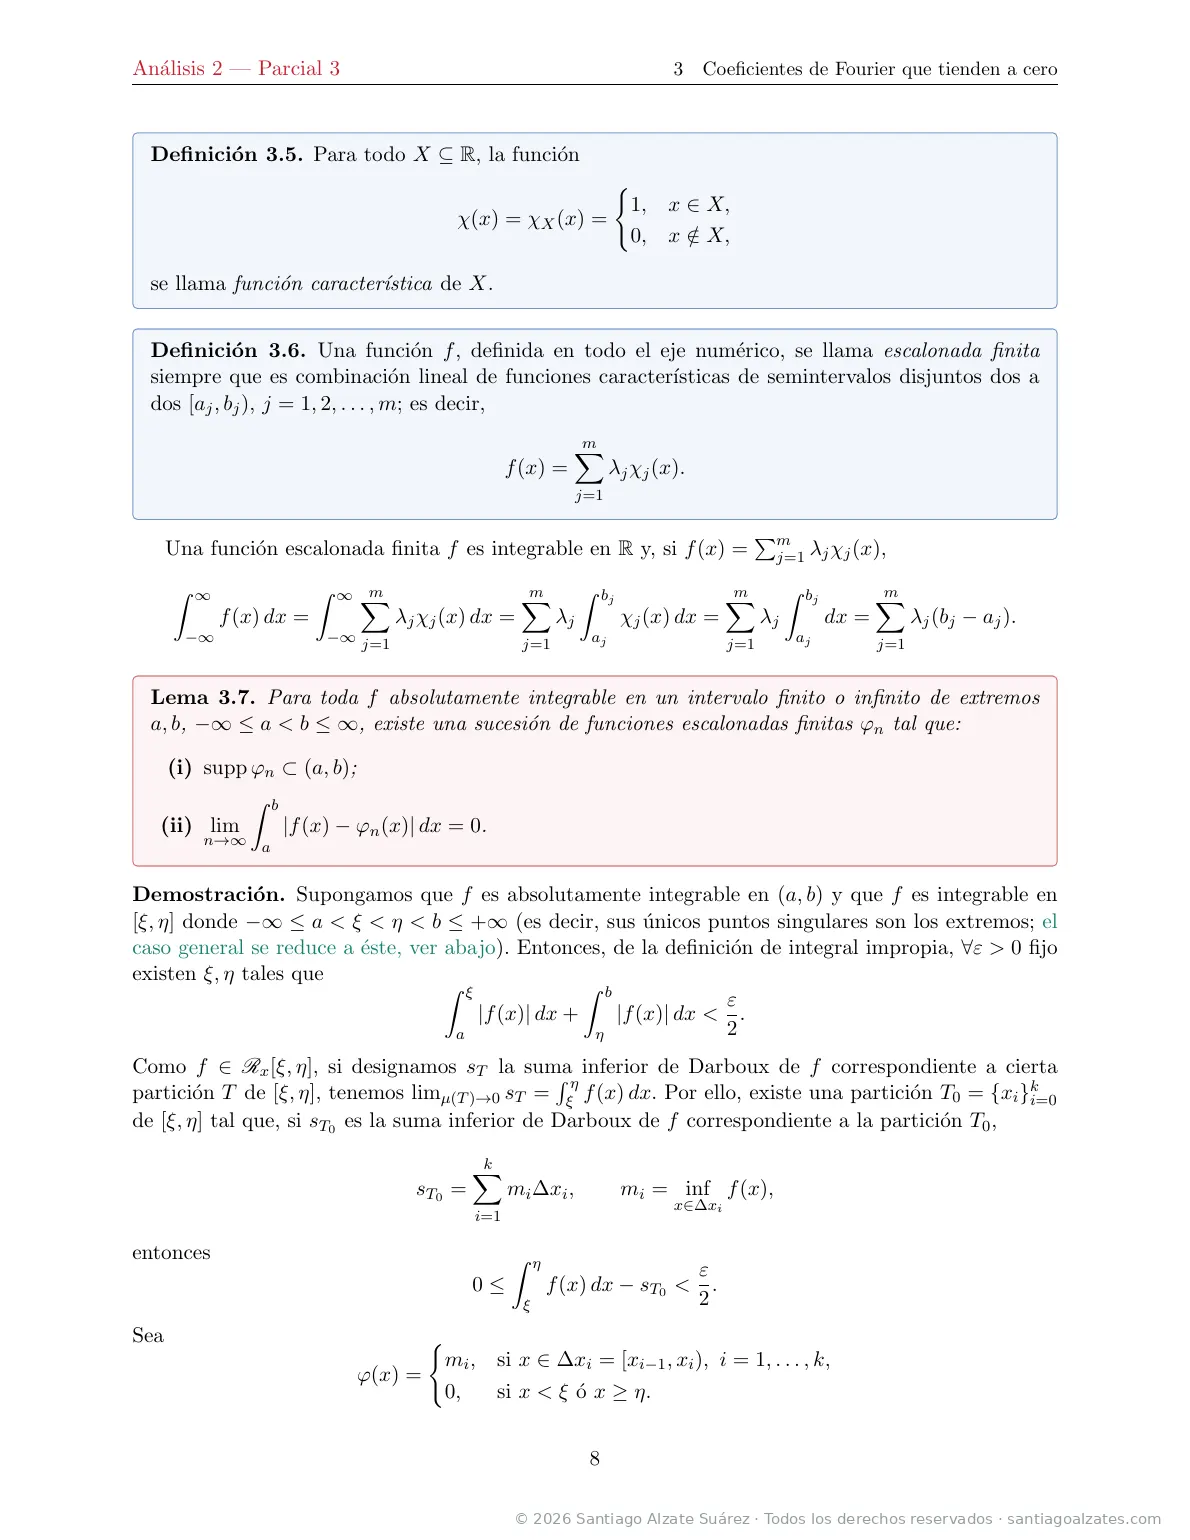 Análisis 2 — Parcial 3
3 Coeficientes de Fourier que tienden a cero
Definición 3.5. Para todo X ⊆ ℝ, la función
χ(x) = χ_X(x) = { 1, x ∈ X,
0, x ∉ X,
se llama función característica de X.
Definición 3.6. Una función f, definida en todo el eje numérico, se llama escalonada finita
siempre que es combinación lineal de funciones características de semintervalos disjuntos dos a
dos [a_j, b_j), j = 1, 2, . . . , m; es decir,
f(x) = ∑_{j=1}^{m} λ_j χ_j(x).
Una función escalonada finita f es integrable en ℝ y, si f(x) = ∑_{j=1}^{m} λ_j χ_j(x),
∫_{−∞}^{∞} f(x) dx = ∫_{−∞}^{∞} ∑_{j=1}^{m} λ_j χ_j(x) dx = ∑_{j=1}^{m} λ_j ∫_{a_j}^{b_j} χ_j(x) dx = ∑_{j=1}^{m} λ_j ∫_{a_j}^{b_j} dx = ∑_{j=1}^{m} λ_j(b_j − a_j).
Lema 3.7. Para toda f absolutamente integrable en un intervalo finito o infinito de extremos
a, b, −∞ ≤ a < b ≤ ∞, existe una sucesión de funciones escalonadas finitas φ_n tal que:
(i) supp φ_n ⊂ (a, b);
(ii) lim_{n→∞} ∫_a^b |f(x) − φ_n(x)| dx = 0.
Demostración. Supongamos que f es absolutamente integrable en (a, b) y que f es integrable en
[ξ, η] donde −∞ ≤ a < ξ < η < b ≤ +∞ (es decir, sus únicos puntos singulares son los extremos; el
caso general se reduce a éste, ver abajo). Entonces, de la definición de integral impropia, ∀ε > 0 fijo
existen ξ, η tales que
∫_a^ξ |f(x)| dx + ∫_η^b |f(x)| dx < ε/2.
Como f ∈ ℛ_x[ξ, η], si designamos s_T la suma inferior de Darboux de f correspondiente a cierta
partición T de [ξ, η], tenemos lim_{μ(T)→0} s_T = ∫_ξ^η f(x) dx. Por ello, existe una partición T_0 = {x_i}_{i=0}^k
de [ξ, η] tal que, si s_{T_0} es la suma inferior de Darboux de f correspondiente a la partición T_0,
s_{T_0} = ∑_{i=1}^{k} m_i Δx_i, m_i = inf_{x∈Δx_i} f(x),
entonces
0 ≤ ∫_ξ^η f(x) dx − s_{T_0} < ε/2.
Sea
φ(x) = { m_i, si x ∈ Δx_i = [x_{i−1}, x_i), i = 1, . . . , k,
0, si x < ξ ó x ≥ η.
8
© 2026 Santiago Alzate Suárez · Todos los derechos reservados · santiagoalzates.com